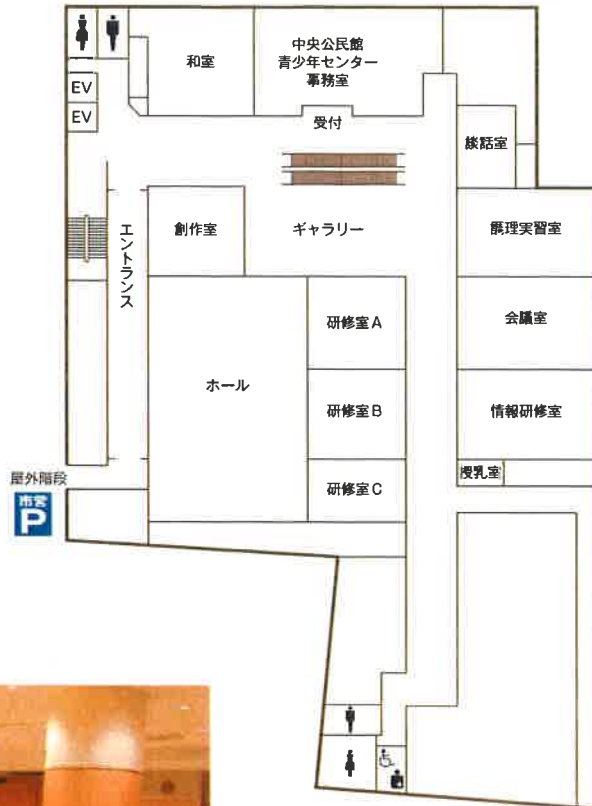 和室
中央公民館
青少年センター
事務室
EV
EV
受付
談話室
エントランス
創作室
ギャラリー
調理実習室
研修室A
会議室
ホール
研修室B
情報研修室
屋外階段
市営
P
研修室C
授乳室